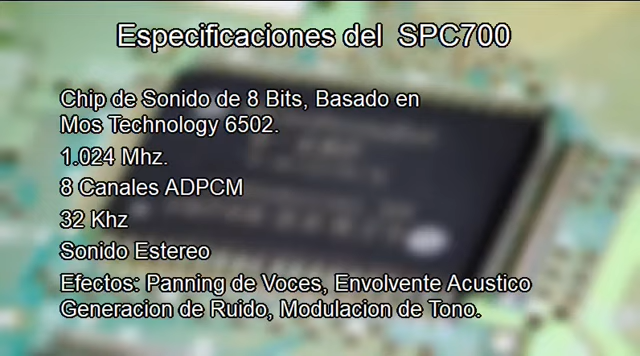 Especificaciones del SPC700
Chip de Sonido de 8 Bits, Basado en
Mos Technology 6502.
1.024 Mhz.
8 Canales ADPCM
32 Khz
Sonido Estereo
Efectos: Panning de Voces, Envolvente Acustico
Generacion de Ruido, Modulacion de Tono.